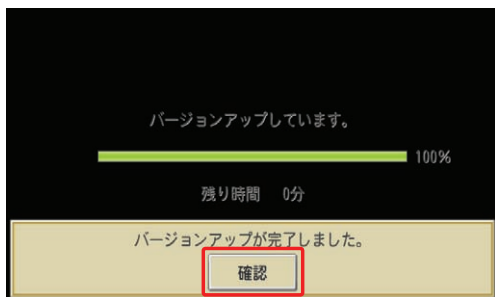 バージョンアップしています。
100%
残り時間 0分
バージョンアップが完了しました。
確認